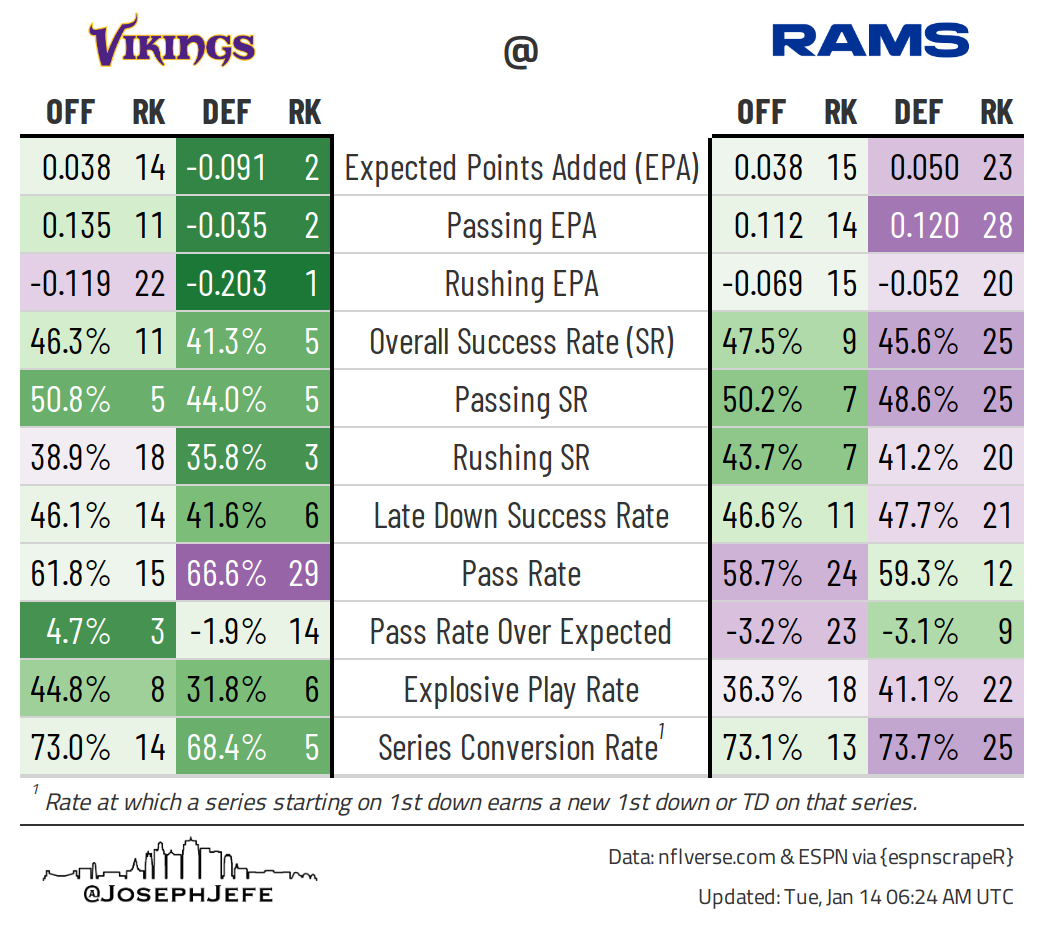 VIKINGS @ RAMS
OFF RK DEF RK OFF RK DEF RK
0.038 14 -0.091 2 Expected Points Added (EPA) 0.038 15 0.050 23
0.135 11 -0.035 2 Passing EPA 0.112 14 0.120 28
-0.119 22 -0.203 1 Rushing EPA -0.069 15 -0.052 20
46.3% 11 41.3% 5 Overall Success Rate (SR) 47.5% 9 45.6% 25
50.8% 5 44.0% 5 Passing SR 50.2% 7 48.6% 25
38.9% 18 35.8% 3 Rushing SR 43.7% 7 41.2% 20
46.1% 14 41.6% 6 Late Down Success Rate 46.6% 11 47.7% 21
61.8% 15 66.6% 29 Pass Rate 58.7% 24 59.3% 12
4.7% 3 -1.9% 14 Pass Rate Over Expected -3.2% 23 -3.1% 9
44.8% 8 31.8% 6 Explosive Play Rate 36.3% 18 41.1% 22
73.0% 14 68.4% 5 Series Conversion Rate¹ 73.1% 13 73.7% 25
¹ Rate at which a series starting on 1st down earns a new 1st down or TD on that series.
@JOSEPHJEFE
Data: nflverse.com & ESPN via {espnscrapeR}
Updated: Tue, Jan 14 06:24 AM UTC